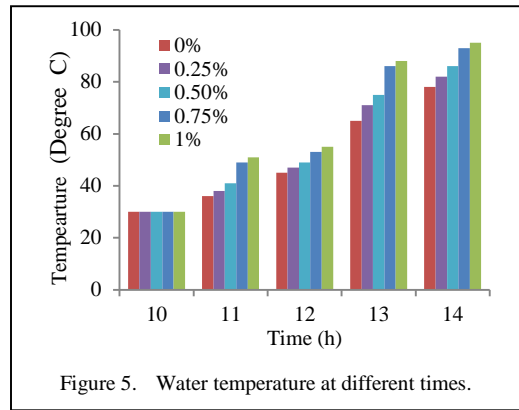 100
80
60
40
20
0
Tempearture (Degree C)
0%
0.25%
0.50%
0.75%
1%
10 11 12 13 14
Time (h)
Figure 5. Water temperature at different times.